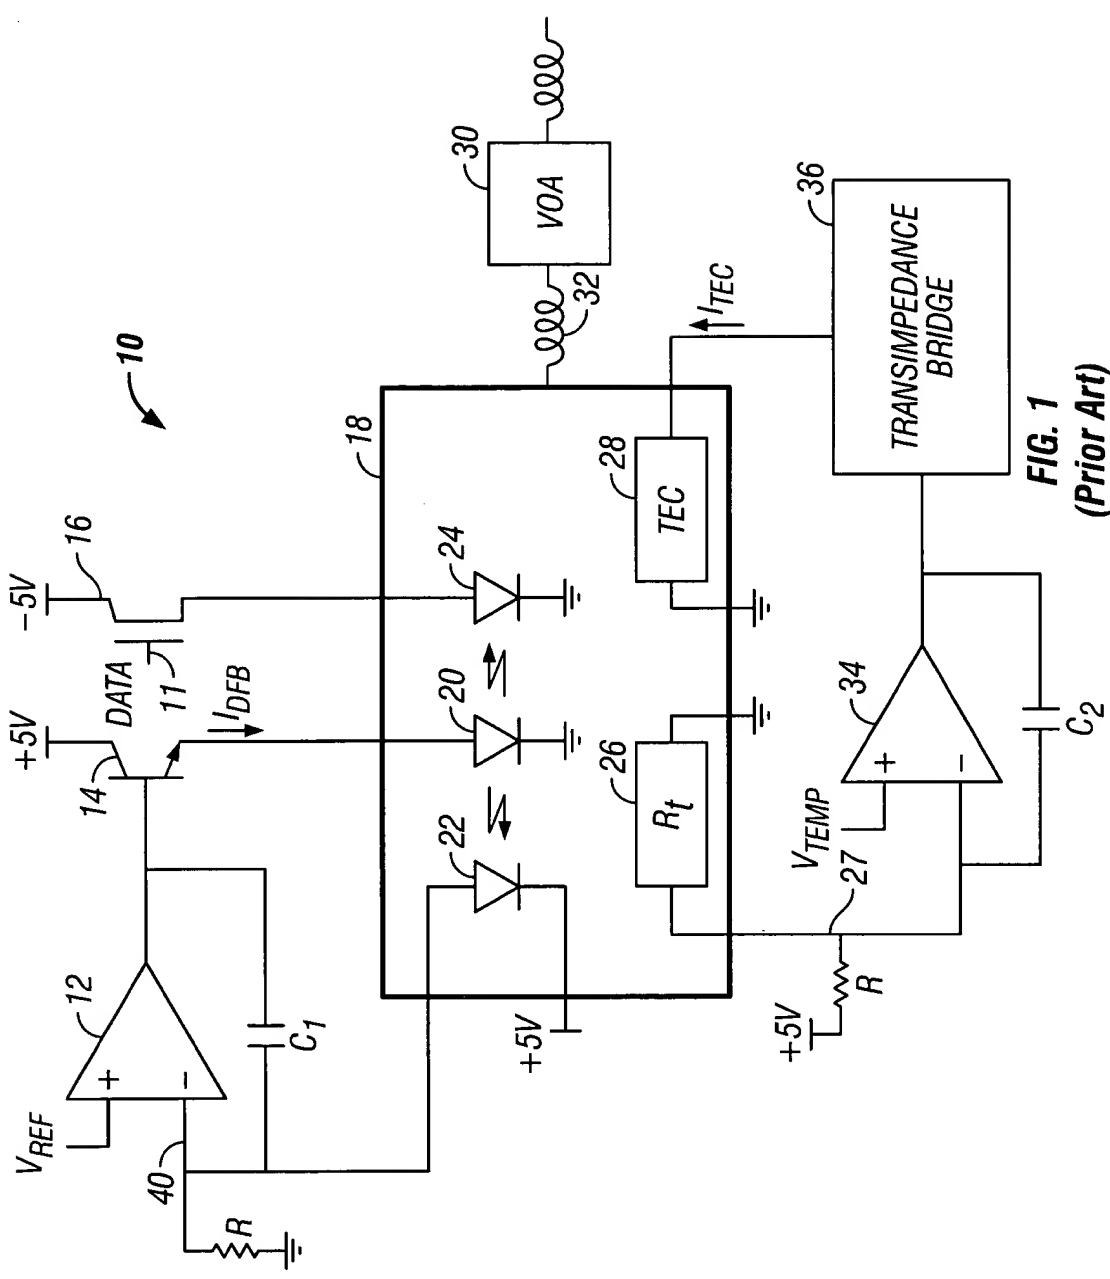 10
+5V
-5V
14
16
DATA
11
I_DFB
V_REF
+
-
12
40
R
C_1
18
22
20
24
+5V
26
R_t
28
TEC
32
30
VOA
I_TEC
+5V
R
27
V_TEMP
+
-
34
C_2
36
TRANSIMPEDANCE
BRIDGE
FIG. 1
(Prior Art)